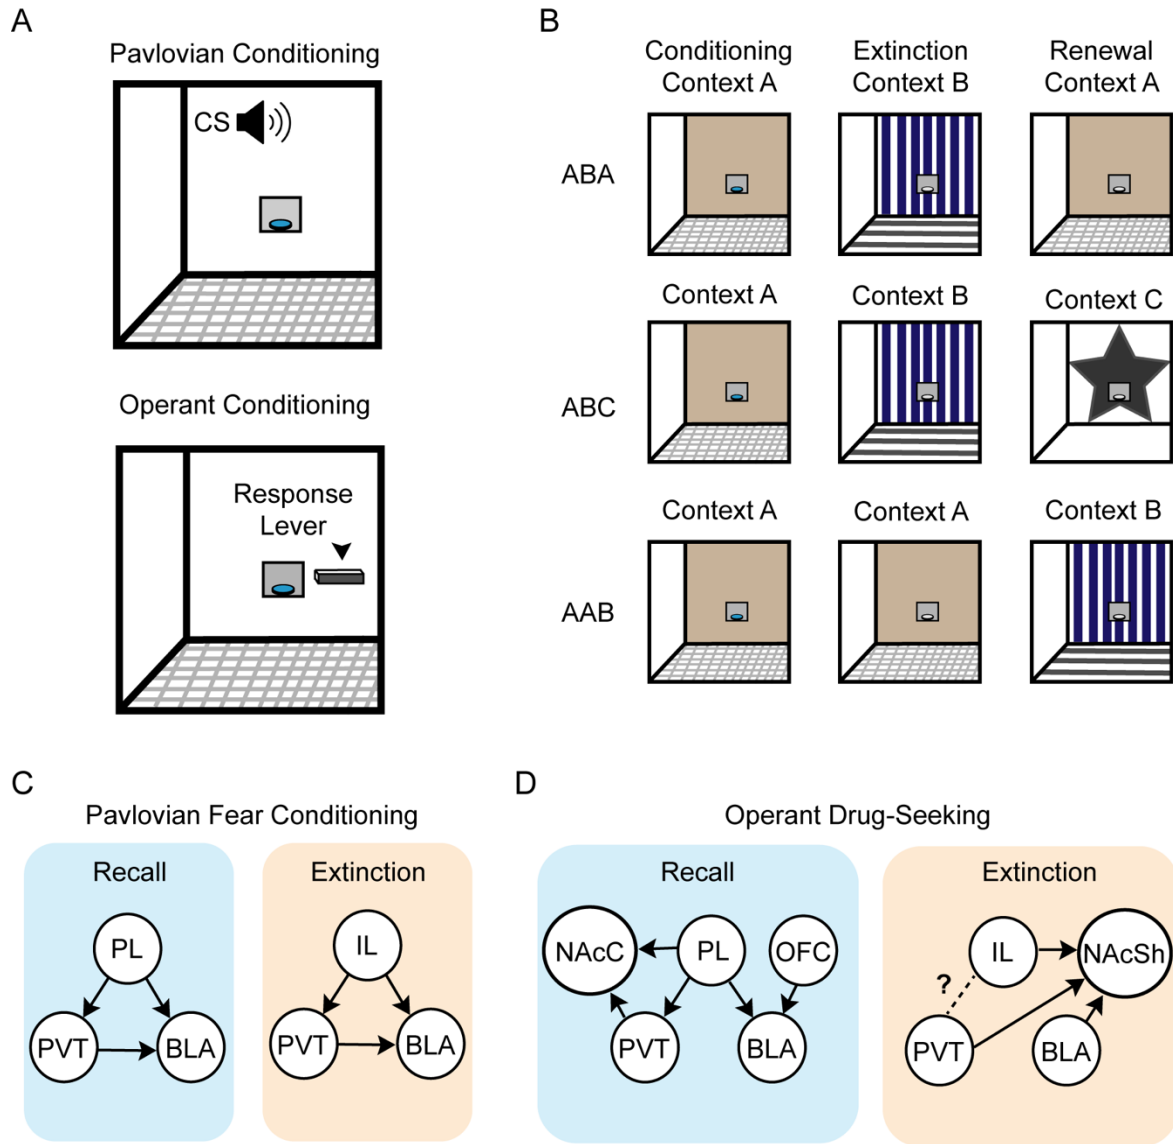 A
Pavlovian Conditioning
CS
Operant Conditioning
Response
Lever
B
Conditioning
Context A
Extinction
Context B
Renewal
Context A
ABA
Context A
Context B
Context C
ABC
Context A
Context A
Context B
AAB
C
Pavlovian Fear Conditioning
Recall
PL
PVT
BLA
Extinction
IL
PVT
BLA
D
Operant Drug-Seeking
Recall
NAcC
PL
OFC
PVT
BLA
Extinction
IL
NAcSh
?
PVT
BLA